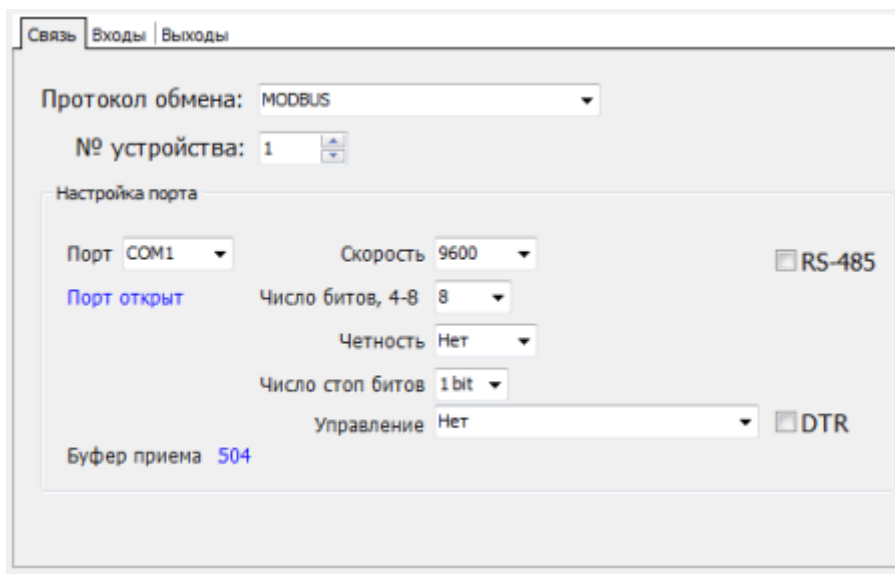 Связь Входы Выходы
Протокол обмена: MODBUS
№ устройства: 1
Настройка порта
Порт COM1 Скорость 9600 RS-485
Порт открыт Число битов, 4-8 8
Четность Нет
Число стоп битов 1 bit
Управление Нет DTR
Буфер приема 504